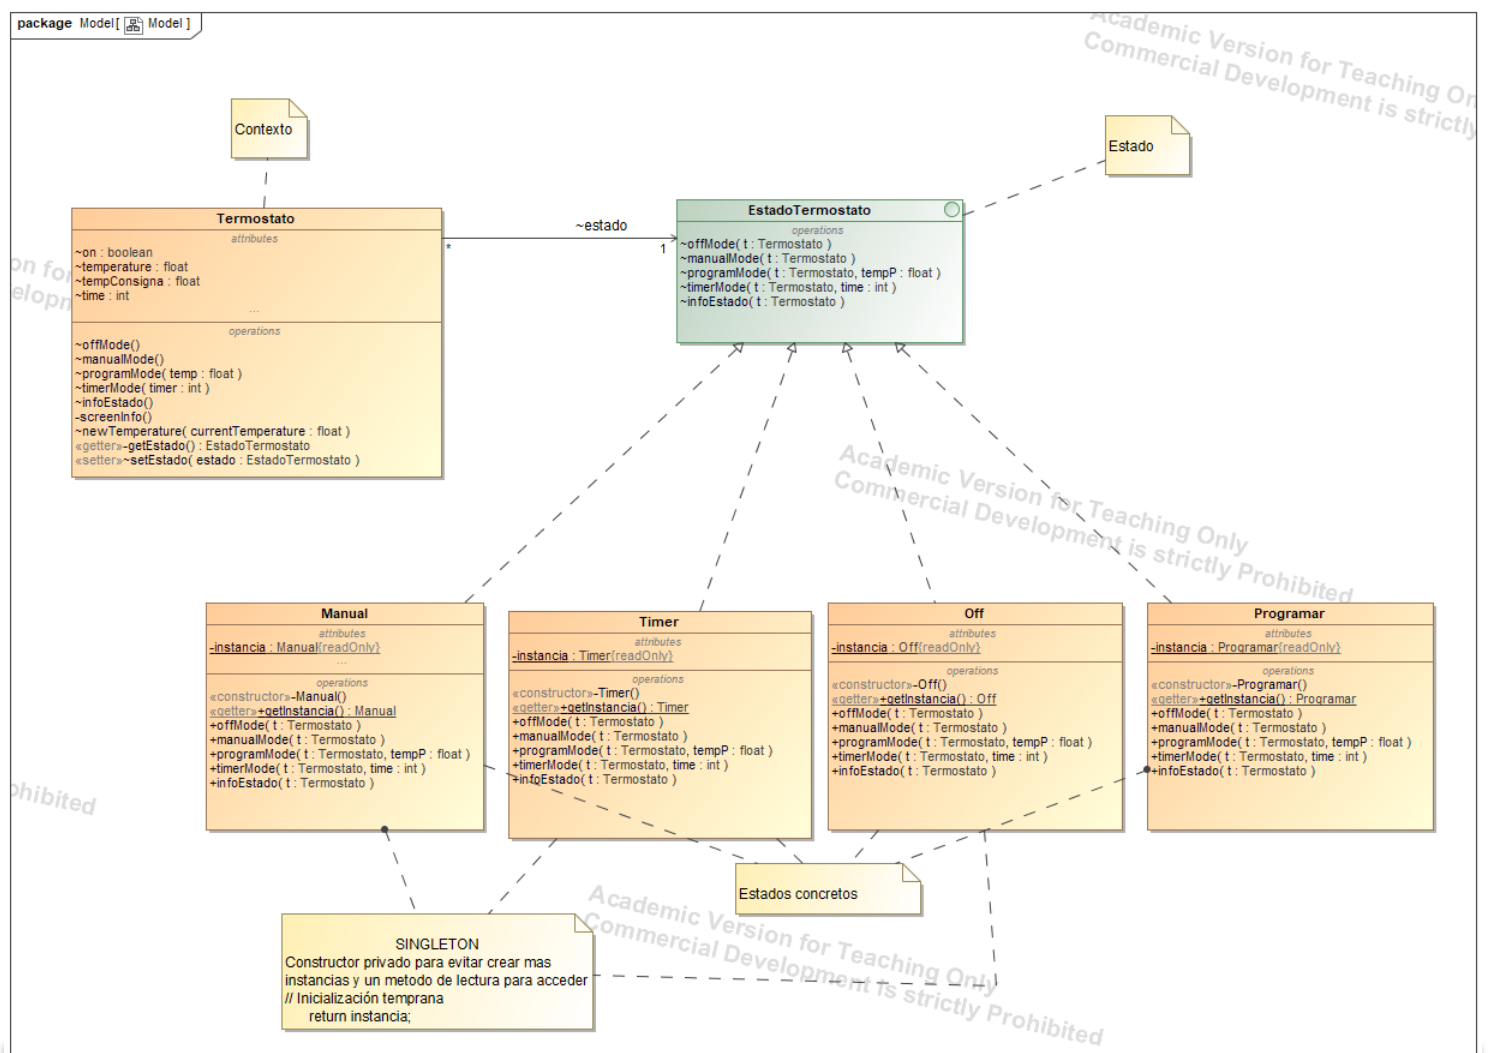 package Model[ Model ]
Academic Version for Teaching On
Commercial Development is strictly
Contexto
Estado
Termostato
attributes
~on : boolean
~temperature : float
~tempConsigna : float
~time : int
...
operations
~offMode()
~manualMode()
~programMode( temp : float )
~timerMode( timer : int )
~infoEstado()
-screenInfo()
~newTemperature( currentTemperature : float )
«getter»-getEstado() : EstadoTermostato
«setter»~setEstado( estado : EstadoTermostato )
~estado
*
1
EstadoTermostato
operations
~offMode( t : Termostato )
~manualMode( t : Termostato )
~programMode( t : Termostato, tempP : float )
~timerMode( t : Termostato, time : int )
~infoEstado( t : Termostato )
on for
elopn
Academic Version for Teaching Only
Commercial Development is strictly Prohibited
Manual
attributes
-instancia : Manual{readOnly}
...
operations
«constructor»-Manual()
«getter»+getInstancia() : Manual
+offMode( t : Termostato )
+manualMode( t : Termostato )
+programMode( t : Termostato, tempP : float )
+timerMode( t : Termostato, time : int )
+infoEstado( t : Termostato )
Timer
attributes
-instancia : Timer{readOnly}
operations
«constructor»-Timer()
«getter»+getInstancia() : Timer
+offMode( t : Termostato )
+manualMode( t : Termostato )
+programMode( t : Termostato, tempP : float )
+timerMode( t : Termostato, time : int )
+infoEstado( t : Termostato )
Off
attributes
-instancia : Off{readOnly}
operations
«constructor»-Off()
«getter»+getInstancia() : Off
+offMode( t : Termostato )
+manualMode( t : Termostato )
+programMode( t : Termostato, tempP : float )
+timerMode( t : Termostato, time : int )
+infoEstado( t : Termostato )
Programar
attributes
-instancia : Programar{readOnly}
operations
«constructor»-Programar()
«getter»+getInstancia() : Programar
+offMode( t : Termostato )
+manualMode( t : Termostato )
+programMode( t : Termostato, tempP : float )
+timerMode( t : Termostato, time : int )
+infoEstado( t : Termostato )
ohibited
Estados concretos
SINGLETON
Constructor privado para evitar crear mas
instancias y un metodo de lectura para acceder
// Inicialización temprana
return instancia;
Academic Version for Teaching Only
Commercial Development is strictly Prohibited